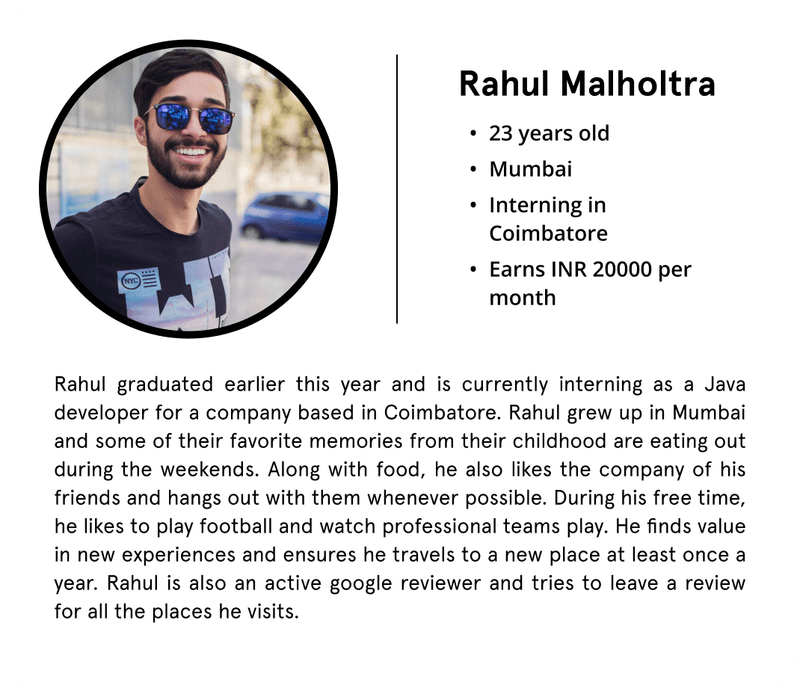 Rahul Malholtra
• 23 years old
• Mumbai
• Interning in
Coimbatore
• Earns INR 20000 per
month
NYC
Rahul graduated earlier this year and is currently interning as a Java
developer for a company based in Coimbatore. Rahul grew up in Mumbai
and some of their favorite memories from their childhood are eating out
during the weekends. Along with food, he also likes the company of his
friends and hangs out with them whenever possible. During his free time,
he likes to play football and watch professional teams play. He finds value
in new experiences and ensures he travels to a new place at least once a
year. Rahul is also an active google reviewer and tries to leave a review
for all the places he visits.